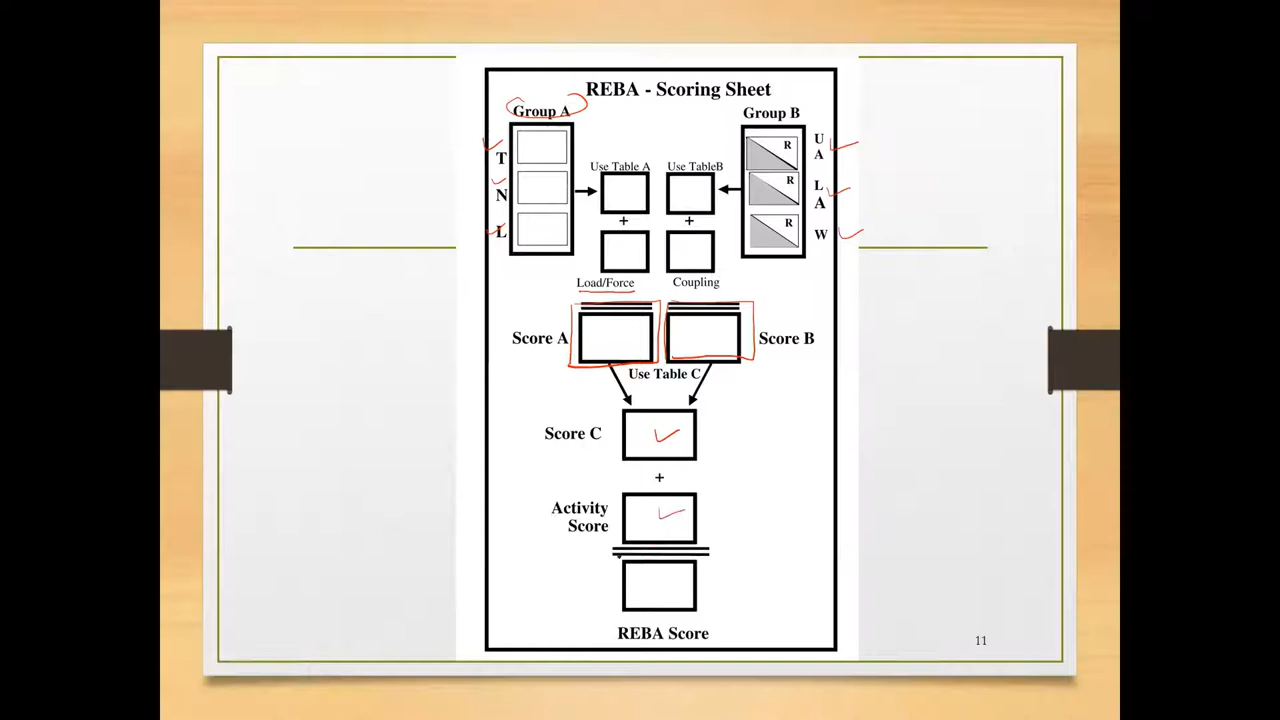 REBA - Scoring Sheet
Group A
Group B
T
N
L
R
R
R
U
A
L
A
W
Use Table A
Use TableB
+
+
Load/Force
Coupling
Score A
Score B
Use Table C
Score C
+
Activity
Score
REBA Score
11